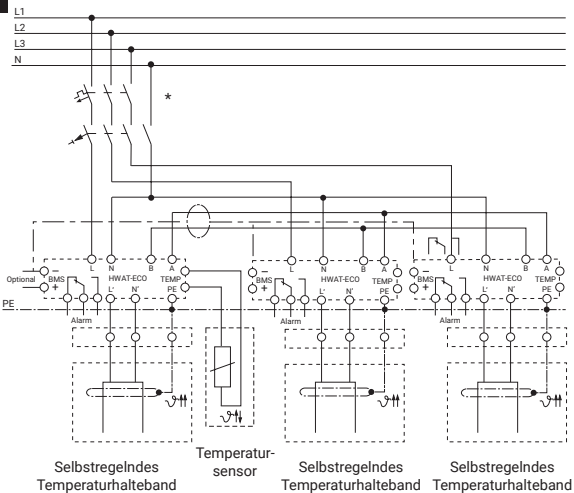 L1
L2
L3
N
*
L N B A
HWAT-ECO
Optional
− BMS +
TEMP
L' N' PE
Alarm
L N B A
HWAT-ECO
− BMS +
TEMP
L' N' PE
Alarm
L N B A
HWAT-ECO
− BMS +
TEMP
L' N' PE
Alarm
PE
ϑ
ϑ
ϑ
ϑ
Selbstregelndes
Temperaturhalteband
Temperatur-
sensor
Selbstregelndes
Temperaturhalteband
Selbstregelndes
Temperaturhalteband